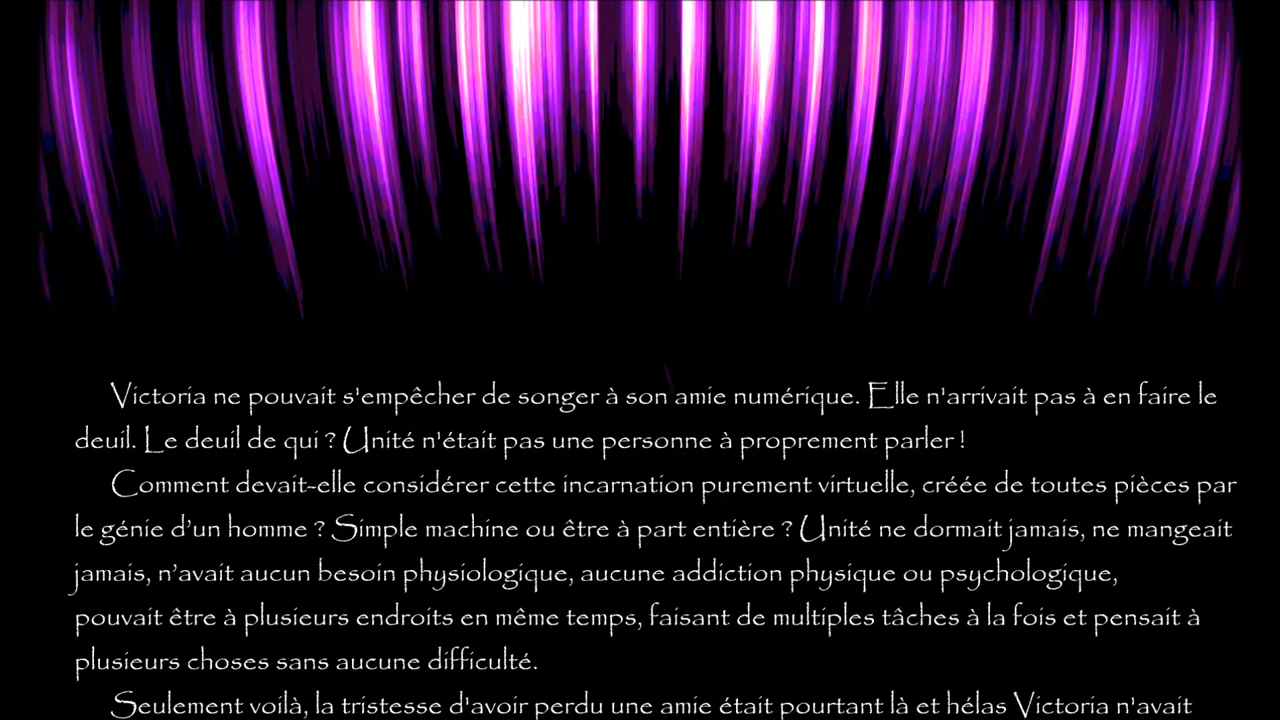 Victoria ne pouvait s'empêcher de songer à son amie numérique. Elle n'arrivait pas à en faire le
deuil. Le deuil de qui ? Unité n'était pas une personne à proprement parler !
Comment devait-elle considérer cette incarnation purement virtuelle, créée de toutes pièces par
le génie d’un homme ? Simple machine ou être à part entière ? Unité ne dormait jamais, ne mangeait
jamais, n’avait aucun besoin physiologique, aucune addiction physique ou psychologique,
pouvait être à plusieurs endroits en même temps, faisant de multiples tâches à la fois et pensait à
plusieurs choses sans aucune difficulté.
Seulement voilà, la tristesse d'avoir perdu une amie était pourtant là et hélas Victoria n'avait